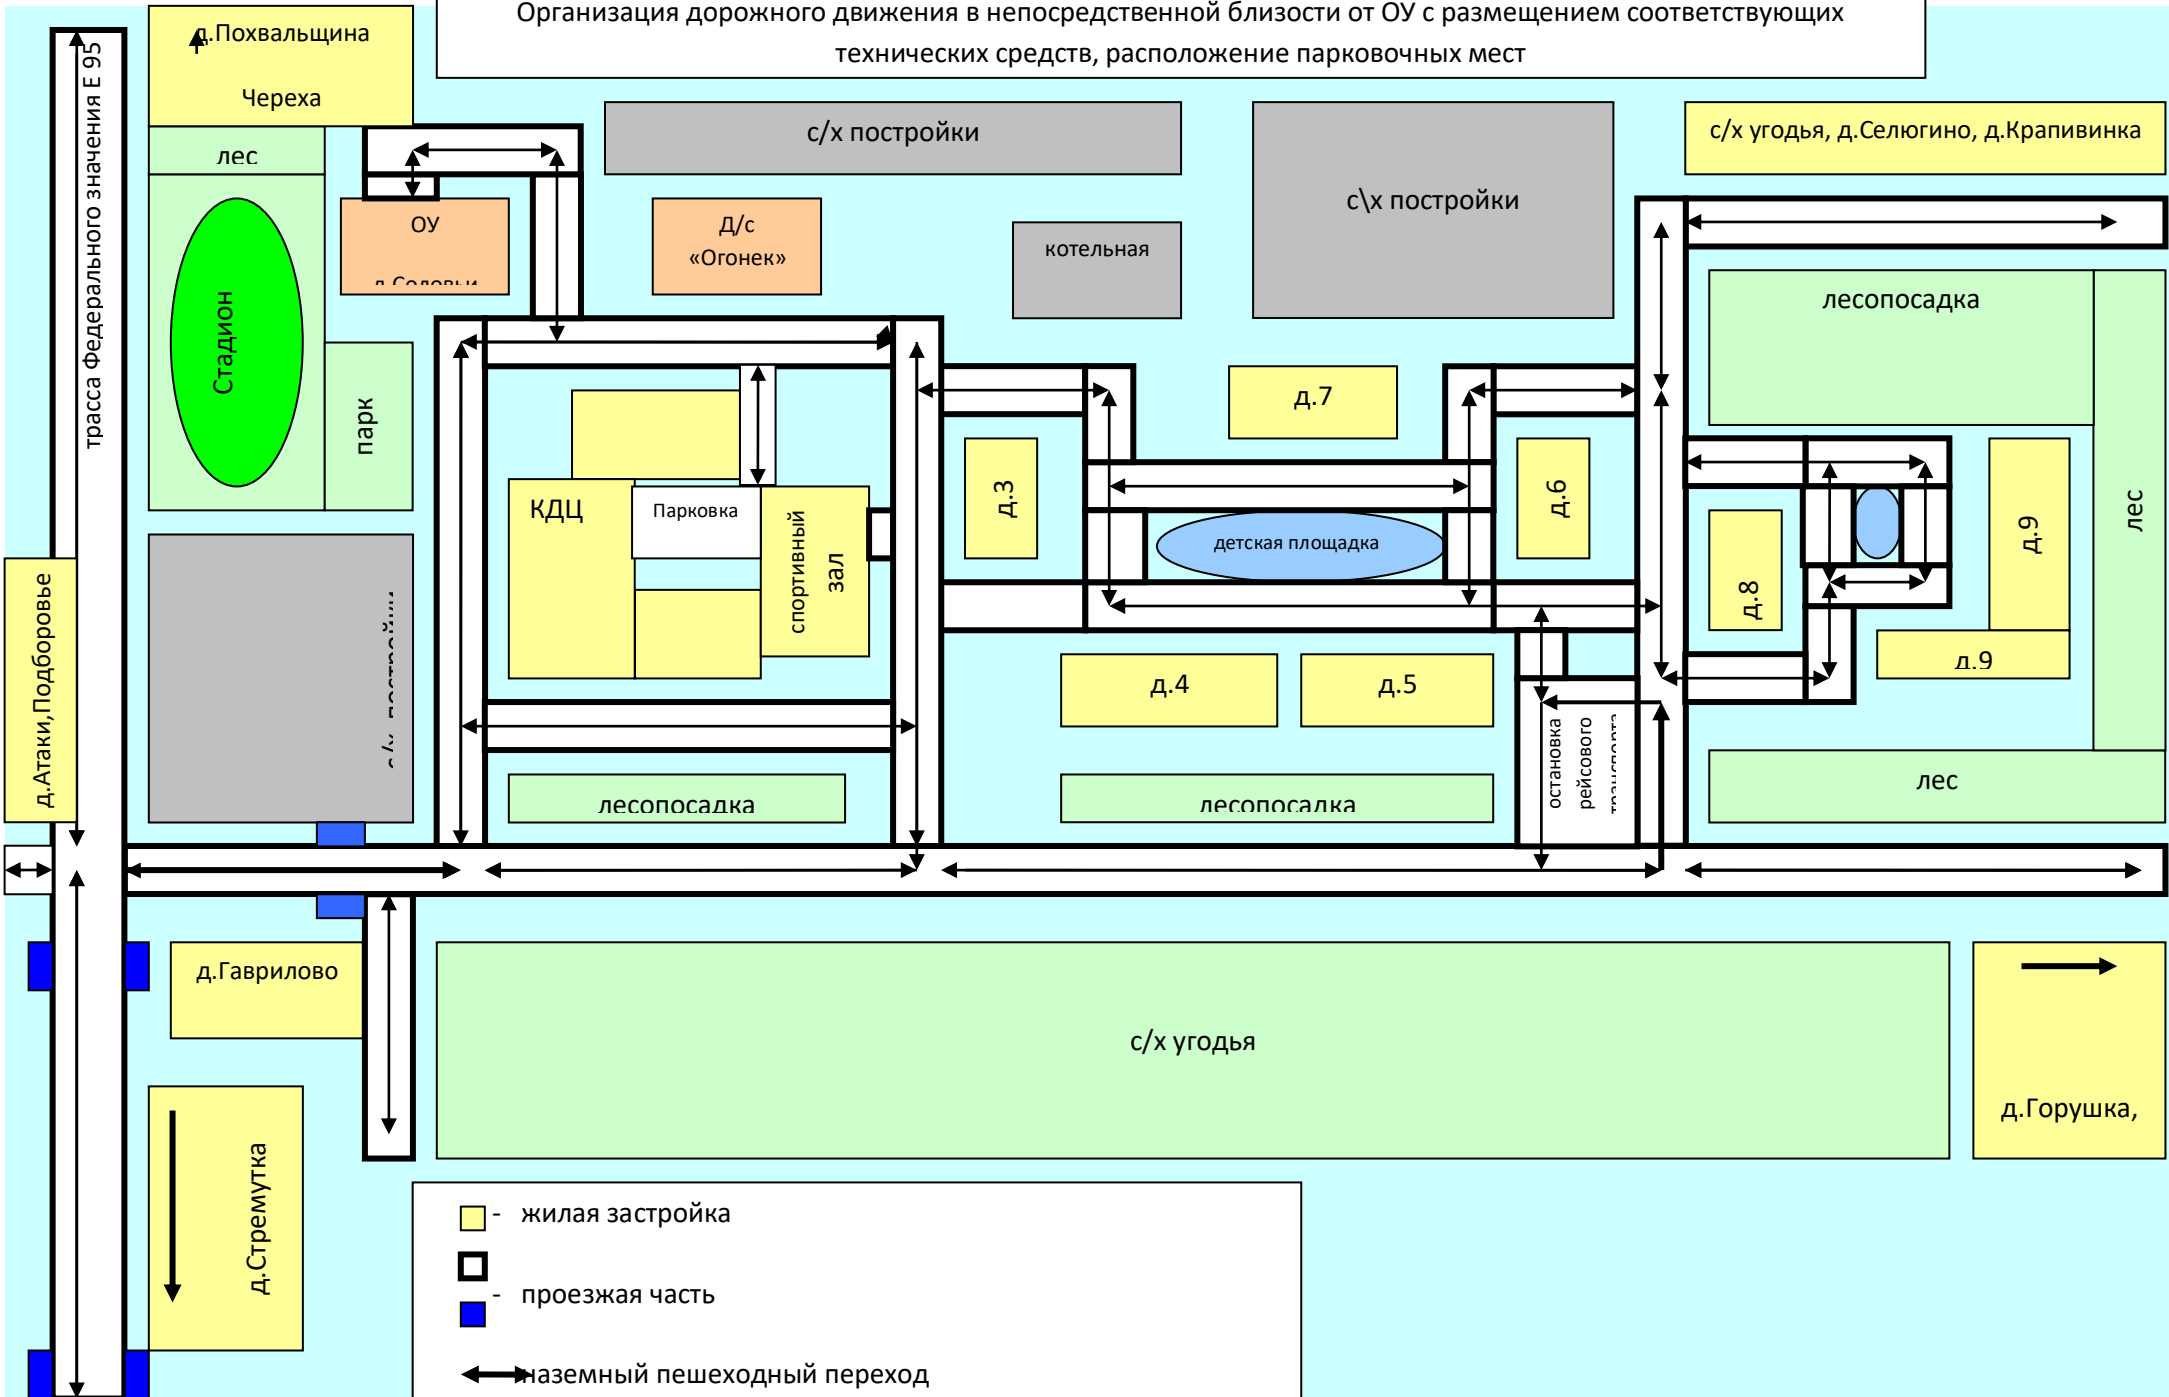 Организация дорожного движения в непосредственной близости от ОУ с размещением соответствующих
технических средств, расположение парковочных мест
д.Похвальщина
Череха
трасса Федерального значения Е 95
лес
Стадион
парк
ОУ
д.Соловьи
Д/с
«Огонек»
с/х постройки
котельная
с\х постройки
с/х угодья, д.Селюгино, д.Крапивинка
лесопосадка
лес
д.7
д.3
д.6
детская площадка
КДЦ
Парковка
спортивный
зал
д.8
д.9
д.9
д.4
д.5
остановка
рейсового
транспорта
лес
д.Атаки,Подборовье
с/х постройки
лесопосадка
лесопосадка
д.Гаврилово
с/х угодья
д.Горушка,
д.Стремутка
- жилая застройка
- проезжая часть
наземный пешеходный переход